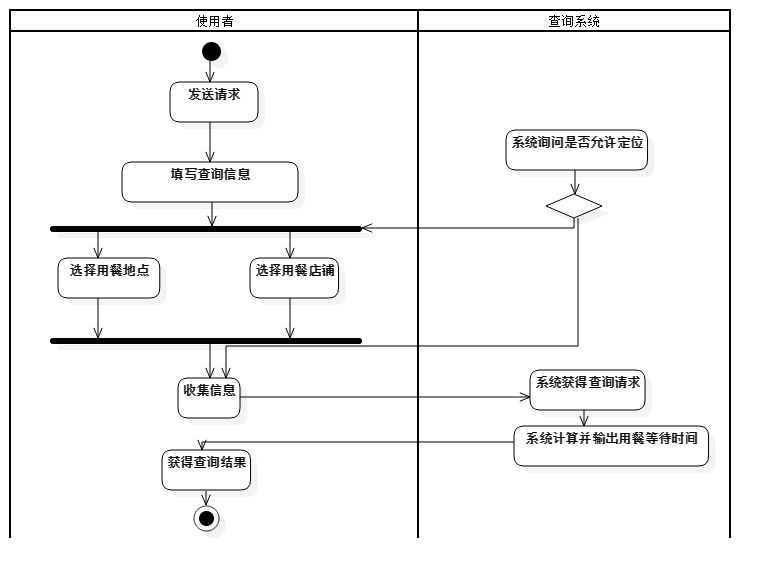 使用者
查询系统
发送请求
系统询问是否允许定位
填写查询信息
选择用餐地点
选择用餐店铺
收集信息
系统获得查询请求
系统计算并输出用餐等待时间
获得查询结果